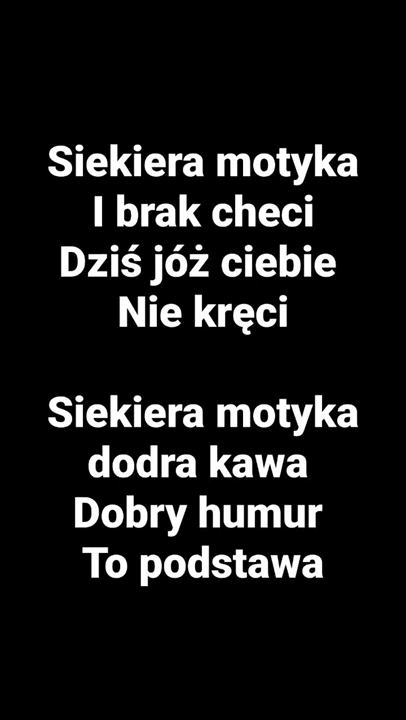 Siekiera motyka
I brak checi
Dziś jóż ciebie
Nie kręci
Siekiera motyka
dodra kawa
Dobry humur
To podstawa